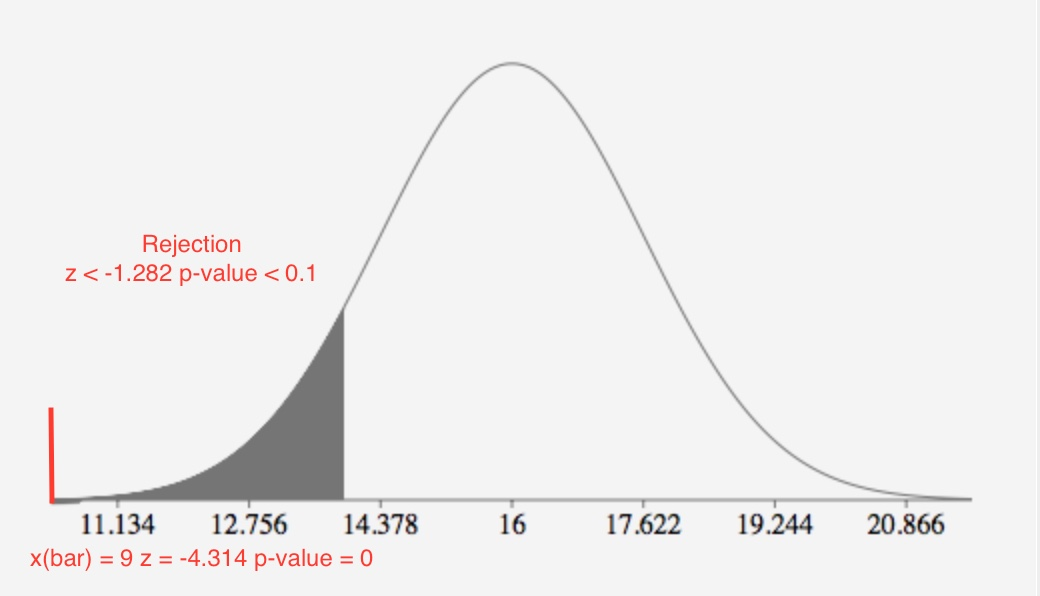 Rejection
z < -1.282 p-value < 0.1
11.134 12.756 14.378 16 17.622 19.244 20.866
x(bar) = 9 z = -4.314 p-value = 0